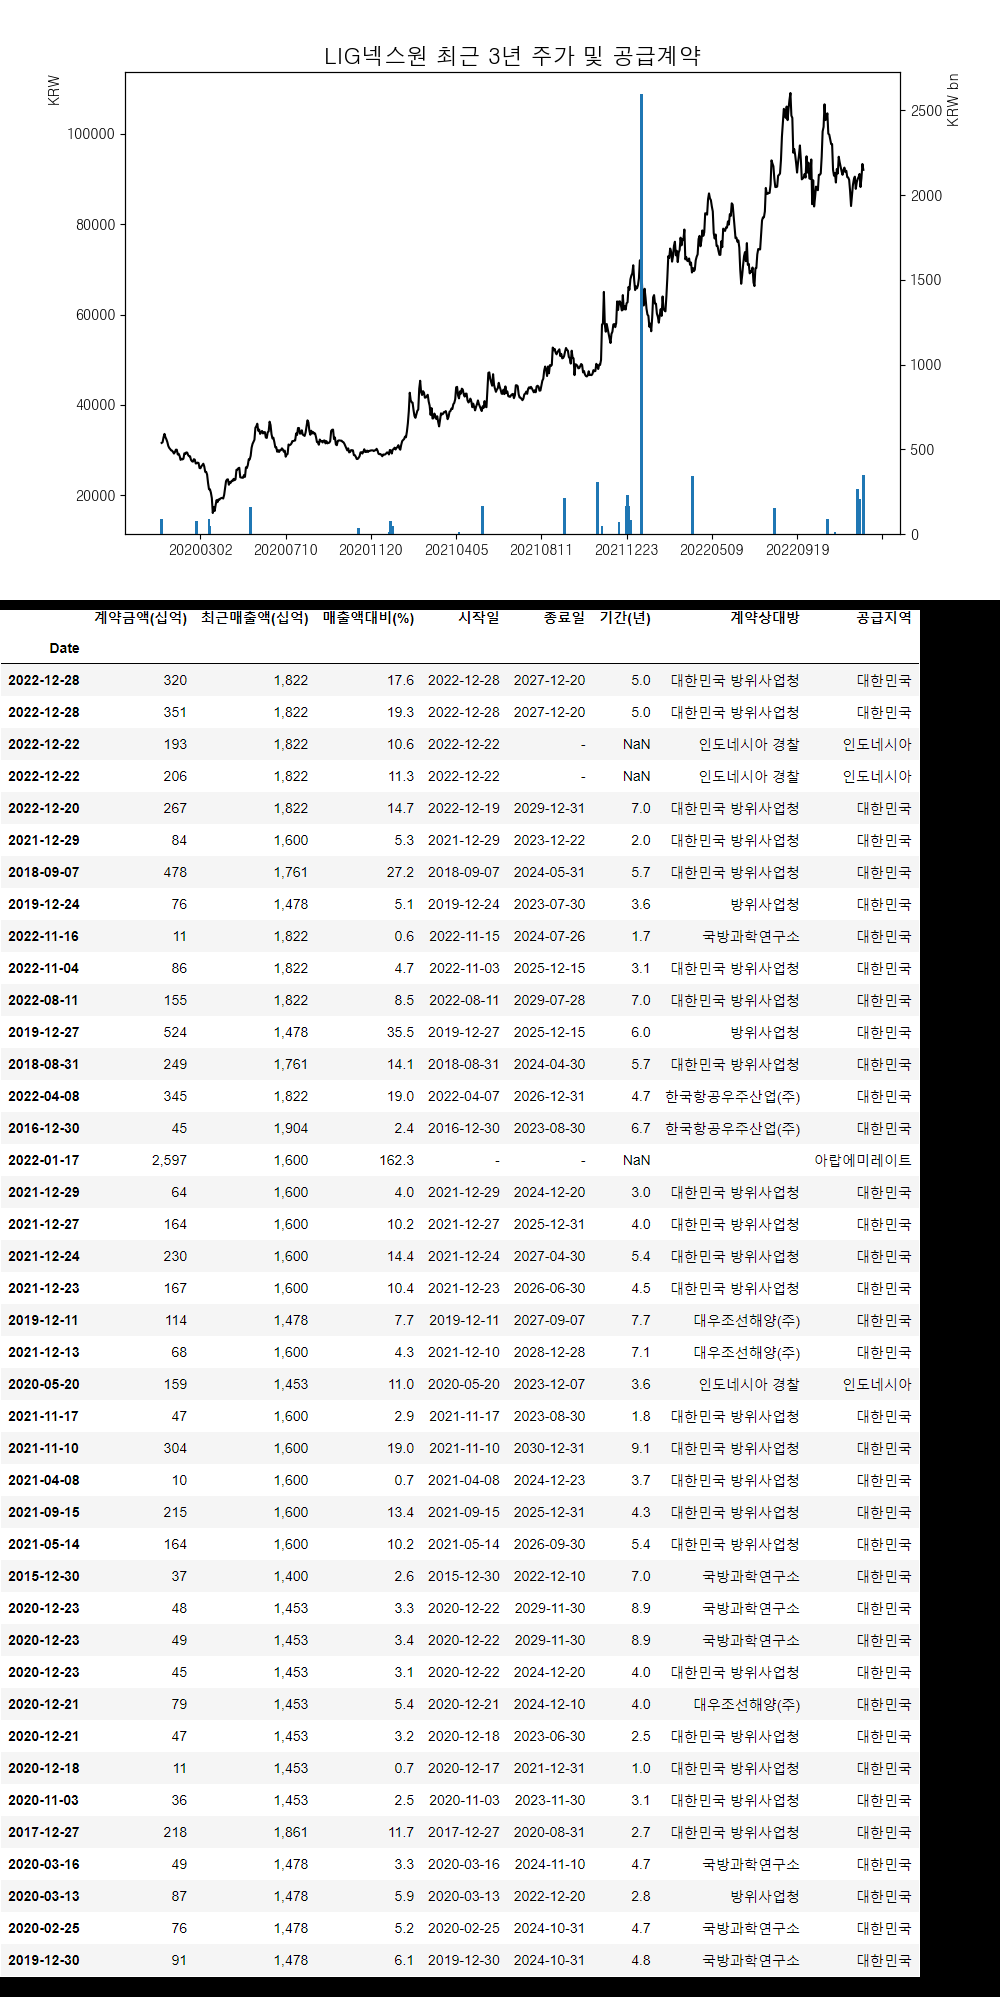 LIG넥스원 최근 3년 주가 및 공급계약
KRW
KRW bn
100000
80000
60000
40000
20000
2500
2000
1500
1000
500
0
20200302 20200710 20201120 20210405 20210811 20211223 20220509 20220919
계약금액(십억) 최근매출액(십억) 매출액대비(%) 시작일 종료일 기간(년) 계약상대방 공급지역
Date
2022-12-28 320 1,822 17.6 2022-12-28 2027-12-20 5.0 대한민국 방위사업청 대한민국
2022-12-28 351 1,822 19.3 2022-12-28 2027-12-20 5.0 대한민국 방위사업청 대한민국
2022-12-22 193 1,822 10.6 2022-12-22 - NaN 인도네시아 경찰 인도네시아
2022-12-22 206 1,822 11.3 2022-12-22 - NaN 인도네시아 경찰 인도네시아
2022-12-20 267 1,822 14.7 2022-12-19 2029-12-31 7.0 대한민국 방위사업청 대한민국
2021-12-29 84 1,600 5.3 2021-12-29 2023-12-22 2.0 대한민국 방위사업청 대한민국
2018-09-07 478 1,761 27.2 2018-09-07 2024-05-31 5.7 대한민국 방위사업청 대한민국
2019-12-24 76 1,478 5.1 2019-12-24 2023-07-30 3.6 방위사업청 대한민국
2022-11-16 11 1,822 0.6 2022-11-15 2024-07-26 1.7 국방과학연구소 대한민국
2022-11-04 86 1,822 4.7 2022-11-03 2025-12-15 3.1 대한민국 방위사업청 대한민국
2022-08-11 155 1,822 8.5 2022-08-11 2029-07-28 7.0 대한민국 방위사업청 대한민국
2019-12-27 524 1,478 35.5 2019-12-27 2025-12-15 6.0 방위사업청 대한민국
2018-08-31 249 1,761 14.1 2018-08-31 2024-04-30 5.7 대한민국 방위사업청 대한민국
2022-04-08 345 1,822 19.0 2022-04-07 2026-12-31 4.7 한국항공우주산업(주) 대한민국
2016-12-30 45 1,904 2.4 2016-12-30 2023-08-30 6.7 한국항공우주산업(주) 대한민국
2022-01-17 2,597 1,600 162.3 - - NaN 아랍에미레이트
2021-12-29 64 1,600 4.0 2021-12-29 2024-12-20 3.0 대한민국 방위사업청 대한민국
2021-12-27 164 1,600 10.2 2021-12-27 2025-12-31 4.0 대한민국 방위사업청 대한민국
2021-12-24 230 1,600 14.4 2021-12-24 2027-04-30 5.4 대한민국 방위사업청 대한민국
2021-12-23 167 1,600 10.4 2021-12-23 2026-06-30 4.5 대한민국 방위사업청 대한민국
2019-12-11 114 1,478 7.7 2019-12-11 2027-09-07 7.7 대우조선해양(주) 대한민국
2021-12-13 68 1,600 4.3 2021-12-10 2028-12-28 7.1 대우조선해양(주) 대한민국
2020-05-20 159 1,453 11.0 2020-05-20 2023-12-07 3.6 인도네시아 경찰 인도네시아
2021-11-17 47 1,600 2.9 2021-11-17 2023-08-30 1.8 대한민국 방위사업청 대한민국
2021-11-10 304 1,600 19.0 2021-11-10 2030-12-31 9.1 대한민국 방위사업청 대한민국
2021-04-08 10 1,600 0.7 2021-04-08 2024-12-23 3.7 대한민국 방위사업청 대한민국
2021-09-15 215 1,600 13.4 2021-09-15 2025-12-31 4.3 대한민국 방위사업청 대한민국
2021-05-14 164 1,600 10.2 2021-05-14 2026-09-30 5.4 대한민국 방위사업청 대한민국
2015-12-30 37 1,400 2.6 2015-12-30 2022-12-10 7.0 국방과학연구소 대한민국
2020-12-23 48 1,453 3.3 2020-12-22 2029-11-30 8.9 국방과학연구소 대한민국
2020-12-23 49 1,453 3.4 2020-12-22 2029-11-30 8.9 국방과학연구소 대한민국
2020-12-23 45 1,453 3.1 2020-12-22 2024-12-20 4.0 대한민국 방위사업청 대한민국
2020-12-21 79 1,453 5.4 2020-12-21 2024-12-10 4.0 대우조선해양(주) 대한민국
2020-12-21 47 1,453 3.2 2020-12-18 2023-06-30 2.5 대한민국 방위사업청 대한민국
2020-12-18 11 1,453 0.7 2020-12-17 2021-12-31 1.0 대한민국 방위사업청 대한민국
2020-11-03 36 1,453 2.5 2020-11-03 2023-11-30 3.1 대한민국 방위사업청 대한민국
2017-12-27 218 1,861 11.7 2017-12-27 2020-08-31 2.7 대한민국 방위사업청 대한민국
2020-03-16 49 1,478 3.3 2020-03-16 2024-11-10 4.7 국방과학연구소 대한민국
2020-03-13 87 1,478 5.9 2020-03-13 2022-12-20 2.8 방위사업청 대한민국
2020-02-25 76 1,478 5.2 2020-02-25 2024-10-31 4.7 국방과학연구소 대한민국
2019-12-30 91 1,478 6.1 2019-12-30 2024-10-31 4.8 국방과학연구소 대한민국